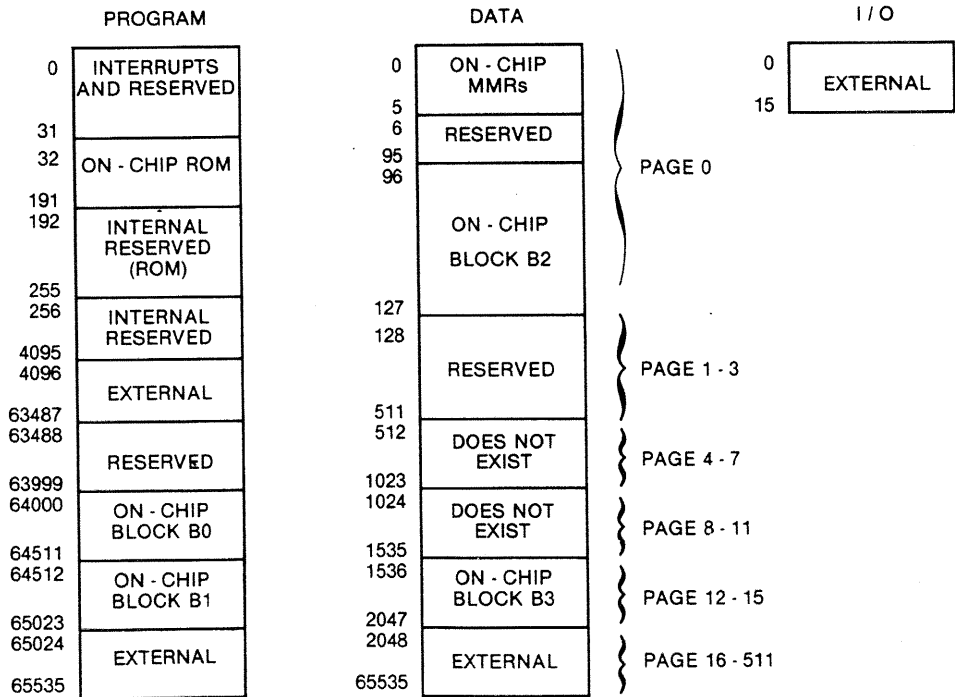 PROGRAM
0
INTERRUPTS
AND RESERVED
31
32
ON - CHIP ROM
191
192
INTERNAL
RESERVED
(ROM)
255
256
INTERNAL
RESERVED
4095
4096
EXTERNAL
63487
63488
RESERVED
63999
64000
ON - CHIP
BLOCK B0
64511
64512
ON - CHIP
BLOCK B1
65023
65024
EXTERNAL
65535
DATA
0
ON - CHIP
MMRs
5
6
RESERVED
95
96
ON - CHIP
BLOCK B2
127
128
RESERVED
511
512
DOES NOT
EXIST
1023
1024
DOES NOT
EXIST
1535
1536
ON - CHIP
BLOCK B3
2047
2048
EXTERNAL
65535
PAGE 0
PAGE 1 - 3
PAGE 4 - 7
PAGE 8 - 11
PAGE 12 - 15
PAGE 16 - 511
I / O
0
EXTERNAL
15